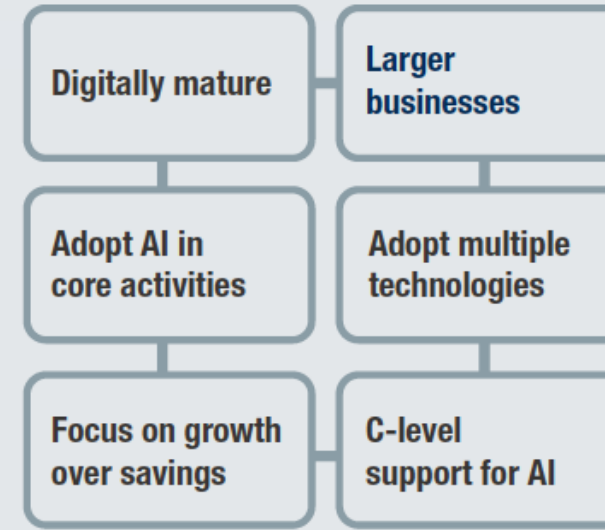 Digitally mature
Larger
businesses
Adopt AI in
core activities
Adopt multiple
technologies
Focus on growth
over savings
C-level
support for AI